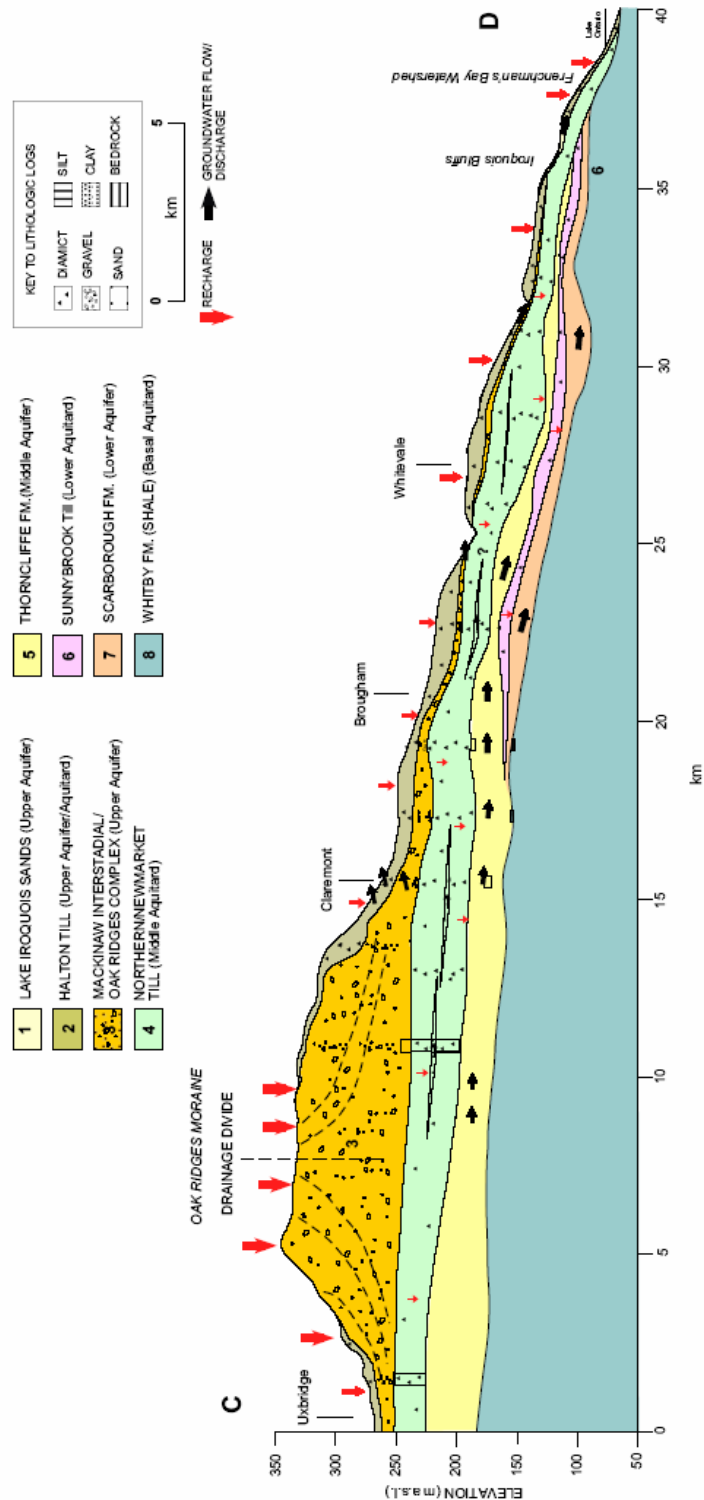 1 LAKE IROQUOIS SANDS (Upper Aquifer)
2 HALTON TILL (Upper Aquifer/Aquitard)
3 MACKINAW INTERSTADIAL/
OAK RIDGES COMPLEX (Upper Aquifer)
4 NORTHERN/NEWMARKET
TILL (Middle Aquitard)
5 THORNCLIFFE FM.(Middle Aquifer)
6 SUNNYBROOK Till (Lower Aquitard)
7 SCARBOROUGH FM. (Lower Aquifer)
8 WHITBY FM. (SHALE) (Basal Aquitard)
KEY TO LITHOLOGIC LOGS
DIAMICT
SILT
GRAVEL
CLAY
SAND
BEDROCK
km
0 5
RECHARGE
GROUNDWATER FLOW/
DISCHARGE
C
OAK RIDGES MORAINE
DRAINAGE DIVIDE
Uxbridge
Claremont
Brougham
Whitevale
Iroquois Bluffs
Frenchman's Bay Watershed
D
Lake
Ontario
3
?
6
ELEVATION (m a.s.l.)
350
300
250
200
150
100
50
0 5 10 15 20 25 30 35 40
km